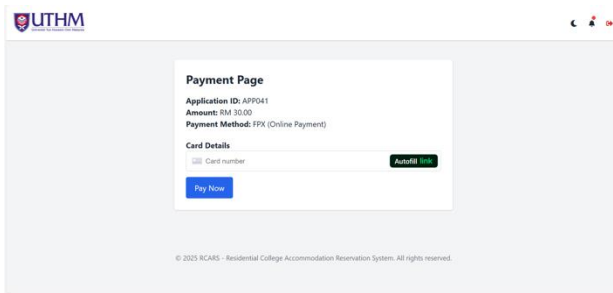 UTHM
Payment Page
Application ID: APP041
Amount: RM 30.00
Payment Method: FPX (Online Payment)
Card Details
Card number
Autofill link
Pay Now
© 2025 RCARS - Residential College Accommodation Reservation System. All rights reserved.